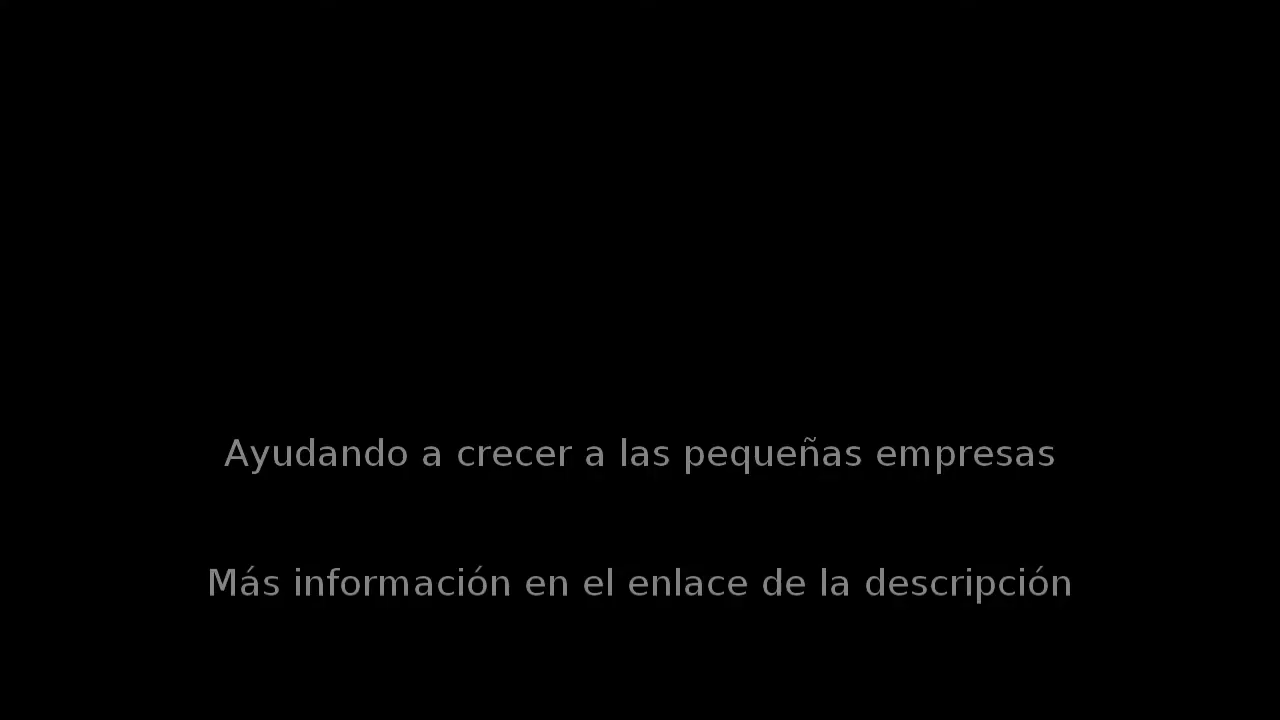 Ayudando a crecer a las pequeñas empresas
Más información en el enlace de la descripción